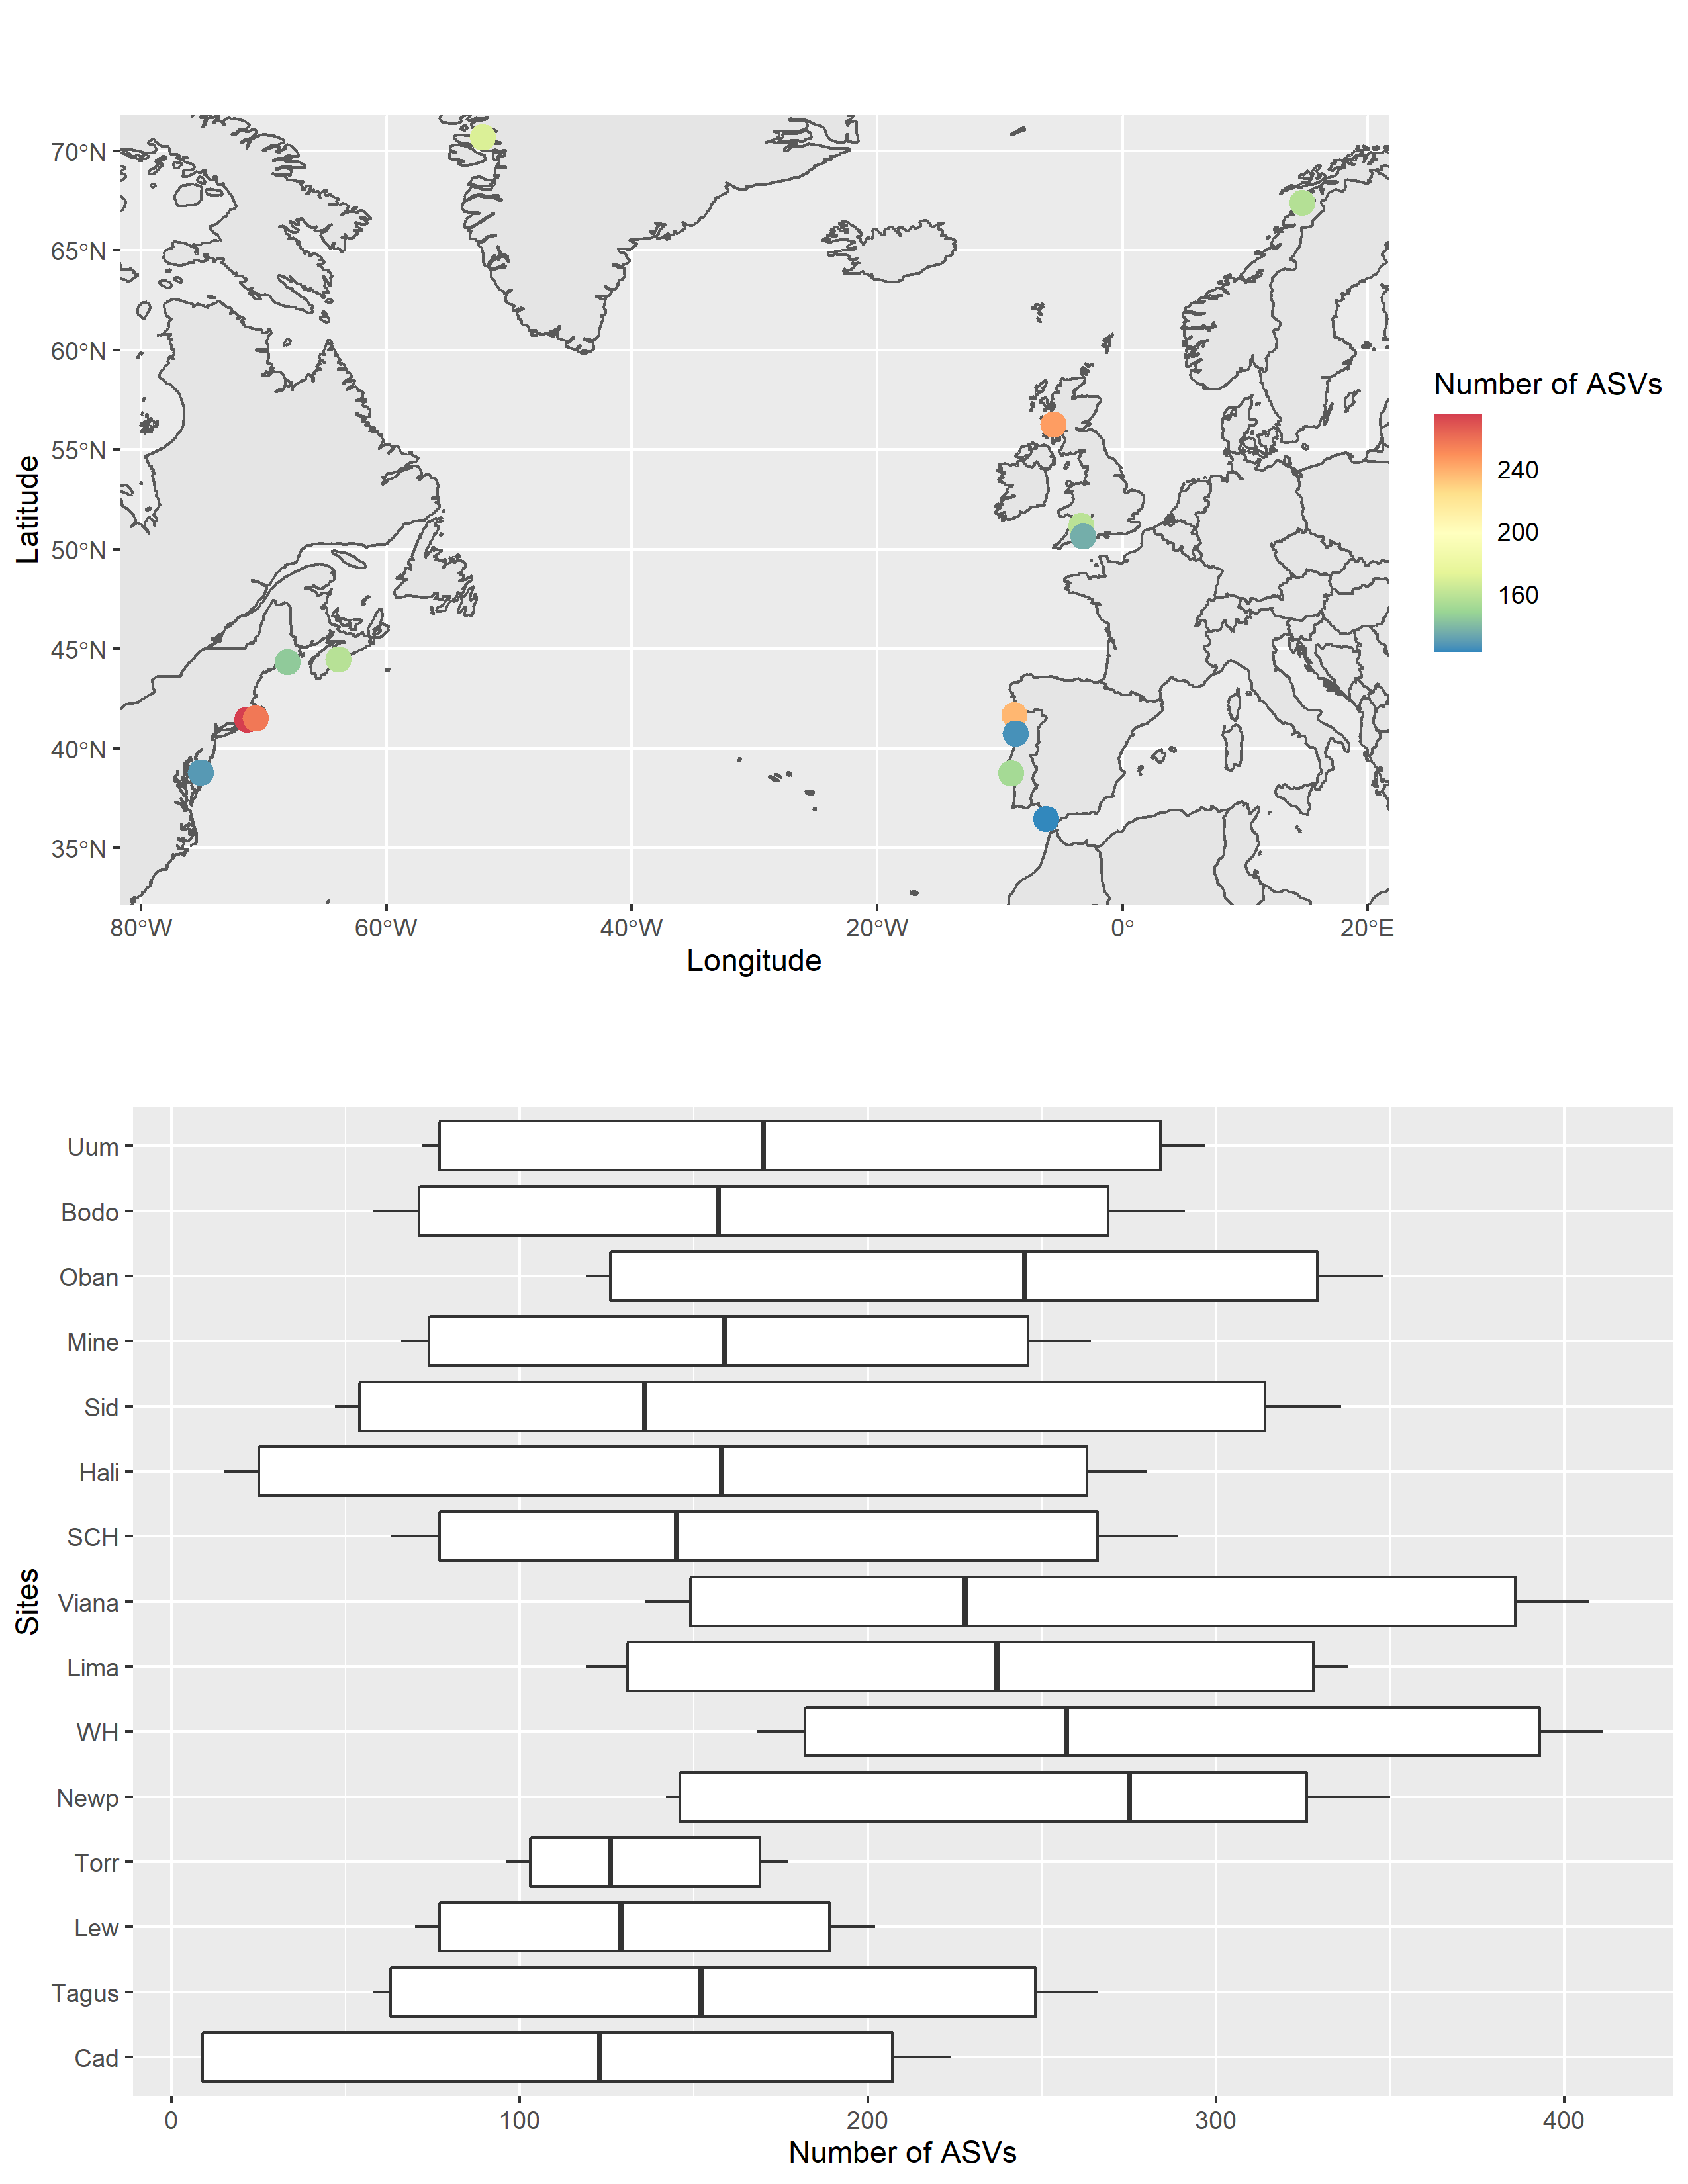 70°N
65°N
60°N
55°N
50°N
45°N
40°N
35°N
Latitude
80°W 60°W 40°W 20°W 0° 20°E
Longitude
Number of ASVs
240
200
160
Uum
Bodo
Oban
Mine
Sid
Hali
SCH
Viana
Lima
WH
Newp
Torr
Lew
Tagus
Cad
Sites
0 100 200 300 400
Number of ASVs